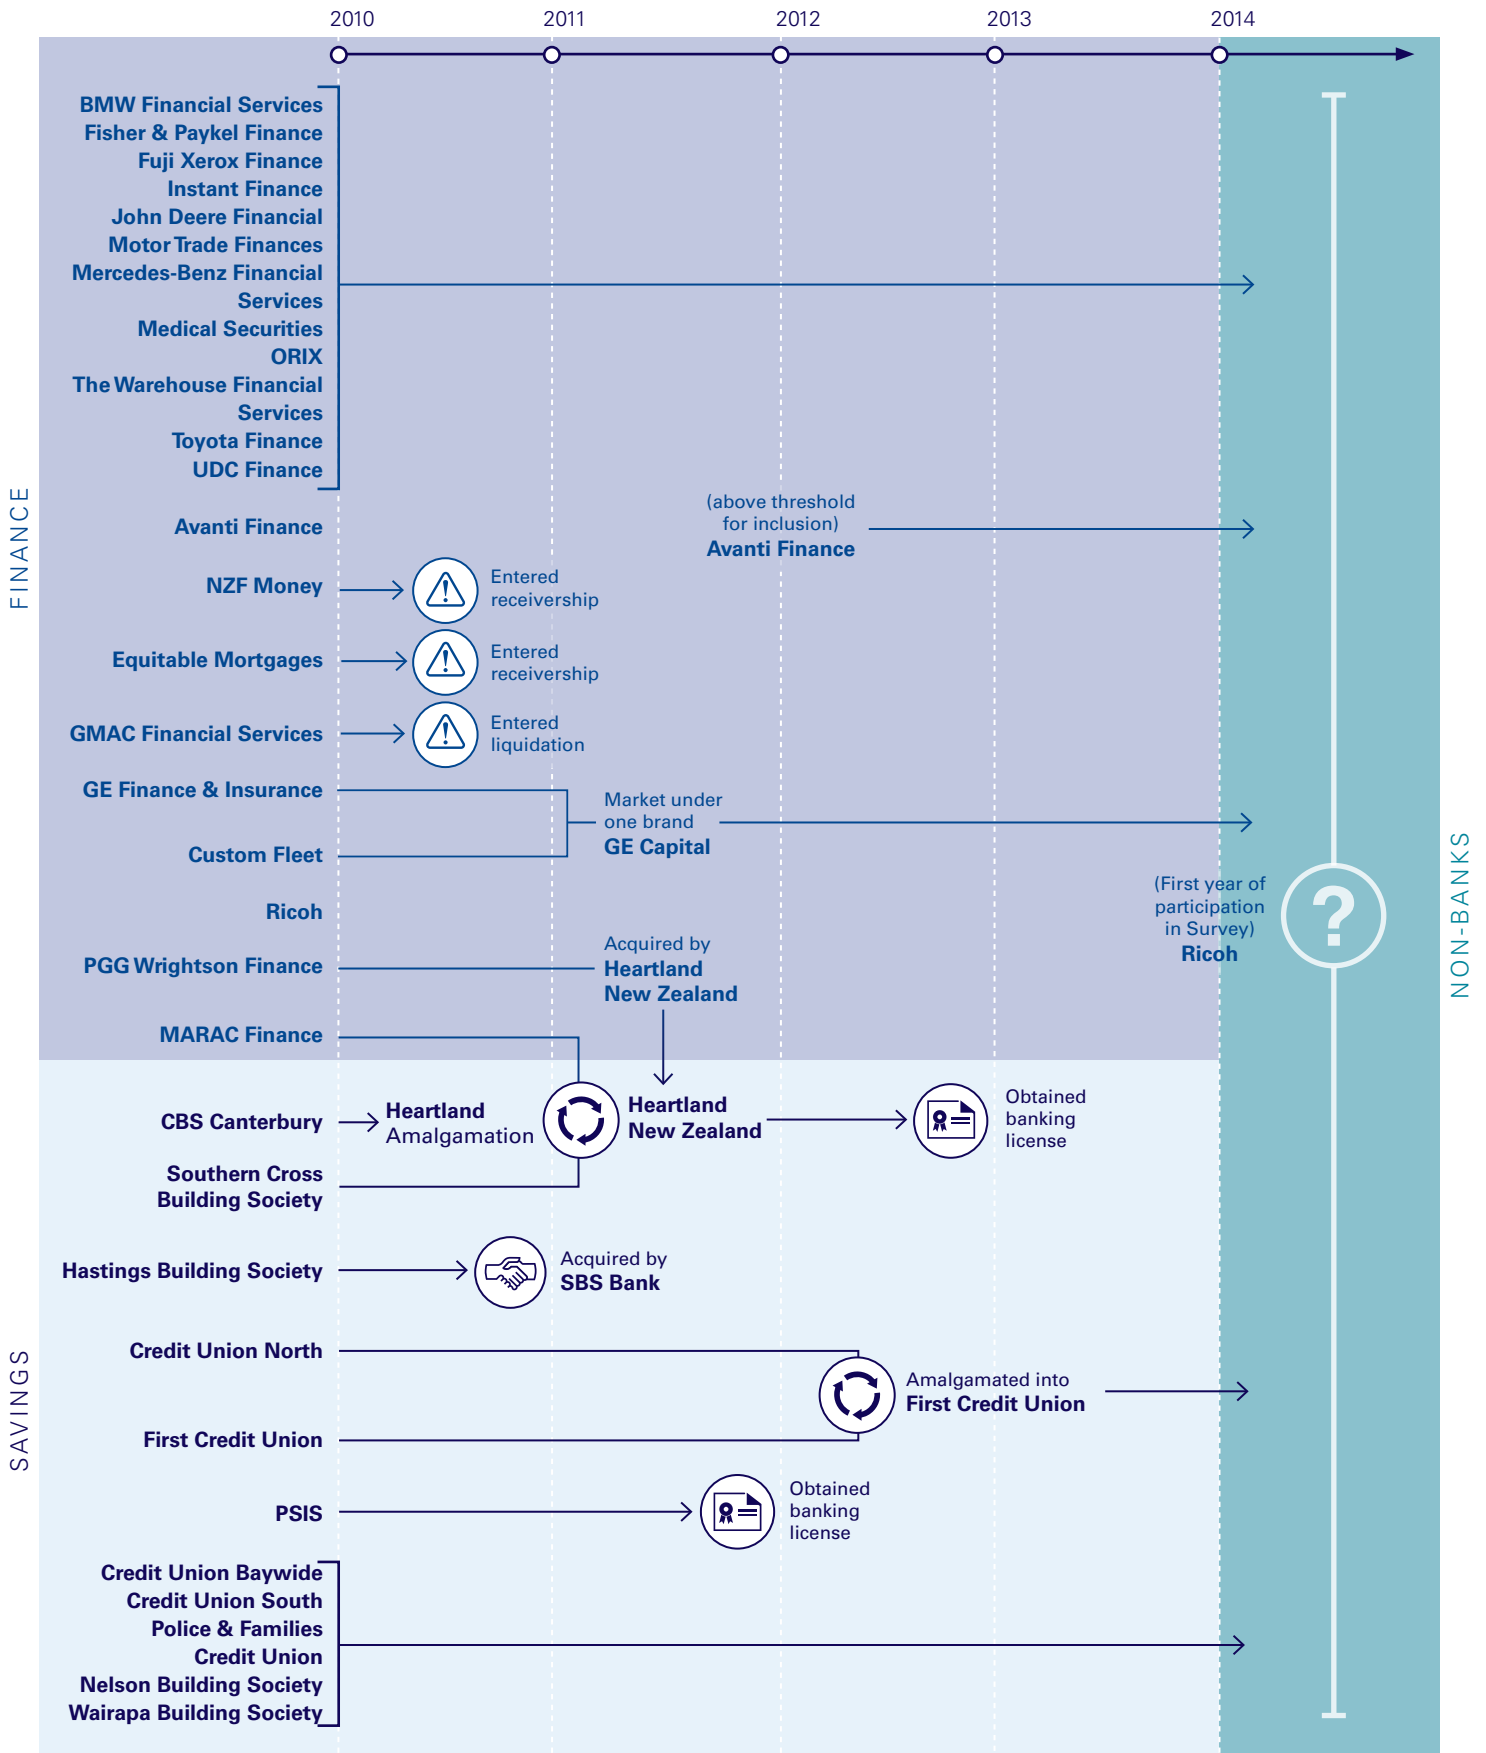 2010
2011
2012
2013
2014
FINANCE
BMW Financial Services
Fisher & Paykel Finance
Fuji Xerox Finance
Instant Finance
John Deere Financial
Motor Trade Finances
Mercedes-Benz Financial
Services
Medical Securities
ORIX
The Warehouse Financial
Services
Toyota Finance
UDC Finance
Avanti Finance
(above threshold
for inclusion)
Avanti Finance
NZF Money
!
Entered
receivership
Equitable Mortgages
!
Entered
receivership
GMAC Financial Services
!
Entered
liquidation
GE Finance & Insurance
Custom Fleet
Market under
one brand
GE Capital
Ricoh
(First year of
participation
in Survey)
Ricoh
PGG Wrightson Finance
Acquired by
Heartland
New Zealand
MARAC Finance
SAVINGS
CBS Canterbury
Heartland
Amalgamation
Heartland
New Zealand
Obtained
banking
license
Southern Cross
Building Society
Hastings Building Society
Acquired by
SBS Bank
Credit Union North
First Credit Union
Amalgamated into
First Credit Union
PSIS
Obtained
banking
license
Credit Union Baywide
Credit Union South
Police & Families
Credit Union
Nelson Building Society
Wairapa Building Society
?
NON-BANKS